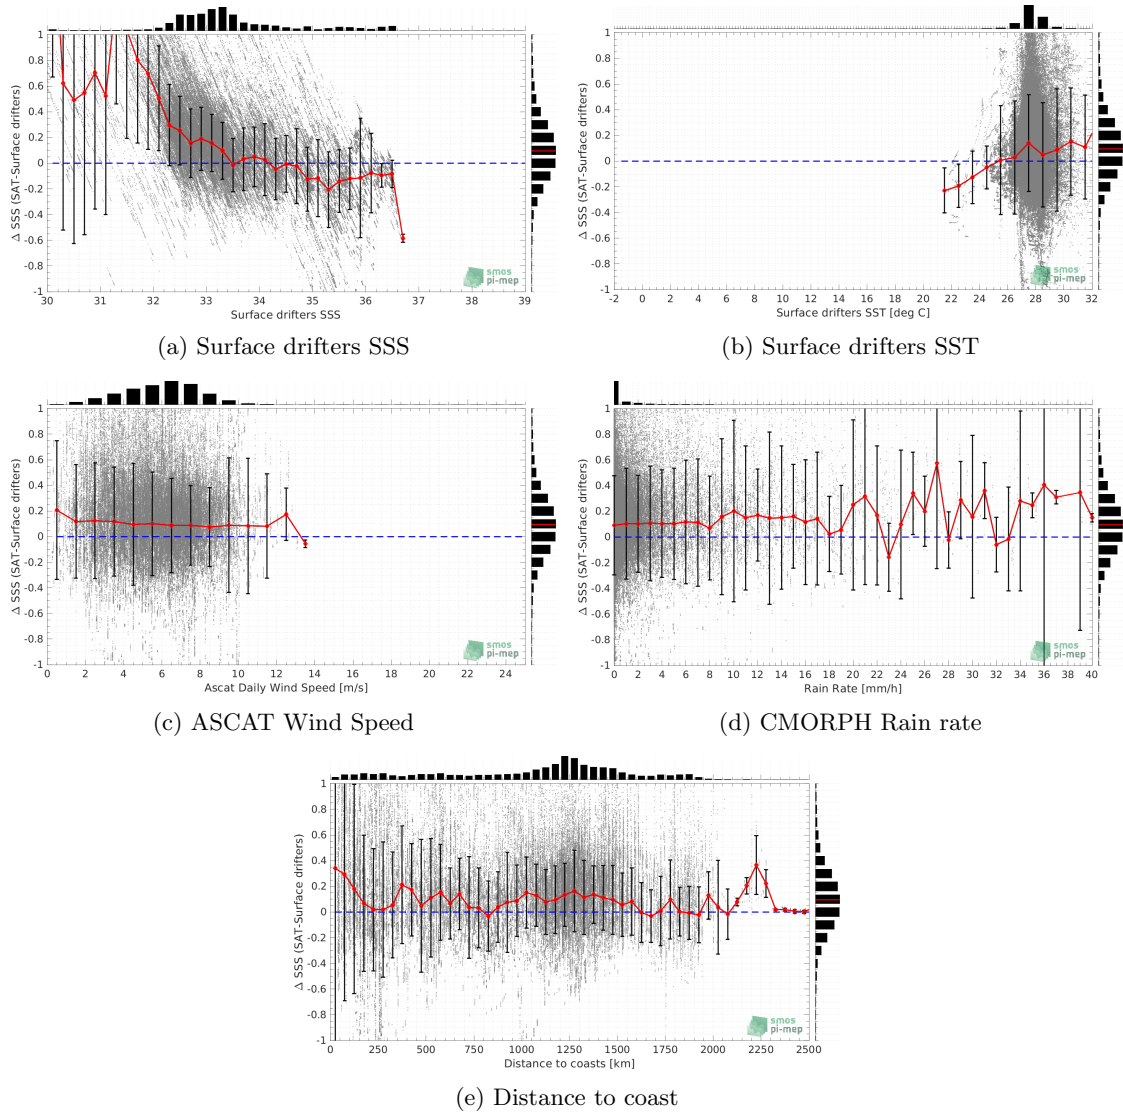 1
0.8
0.6
0.4
0.2
0
-0.2
-0.4
-0.6
-0.8
-1
Δ SSS (SAT-Surface drifters)
30 31 32 33 34 35 36 37 38 39
Surface drifters SSS
smos
pi-mep
(a) Surface drifters SSS
1
0.8
0.6
0.4
0.2
0
-0.2
-0.4
-0.6
-0.8
-1
Δ SSS (SAT-Surface drifters)
-2 0 2 4 6 8 10 12 14 16 18 20 22 24 26 28 30 32
Surface drifters SST [deg C]
smos
pi-mep
(b) Surface drifters SST
1
0.8
0.6
0.4
0.2
0
-0.2
-0.4
-0.6
-0.8
-1
Δ SSS (SAT-Surface drifters)
0 2 4 6 8 10 12 14 16 18 20 22 24
Ascat Daily Wind Speed [m/s]
smos
pi-mep
(c) ASCAT Wind Speed
1
0.8
0.6
0.4
0.2
0
-0.2
-0.4
-0.6
-0.8
-1
Δ SSS (SAT-Surface drifters)
0 2 4 6 8 10 12 14 16 18 20 22 24 26 28 30 32 34 36 38 40
Rain Rate [mm/h]
smos
pi-mep
(d) CMORPH Rain rate
1
0.8
0.6
0.4
0.2
0
-0.2
-0.4
-0.6
-0.8
-1
Δ SSS (SAT-Surface drifters)
0 250 500 750 1000 1250 1500 1750 2000 2250 2500
Distance to coasts [km]
smos
pi-mep
(e) Distance to coast